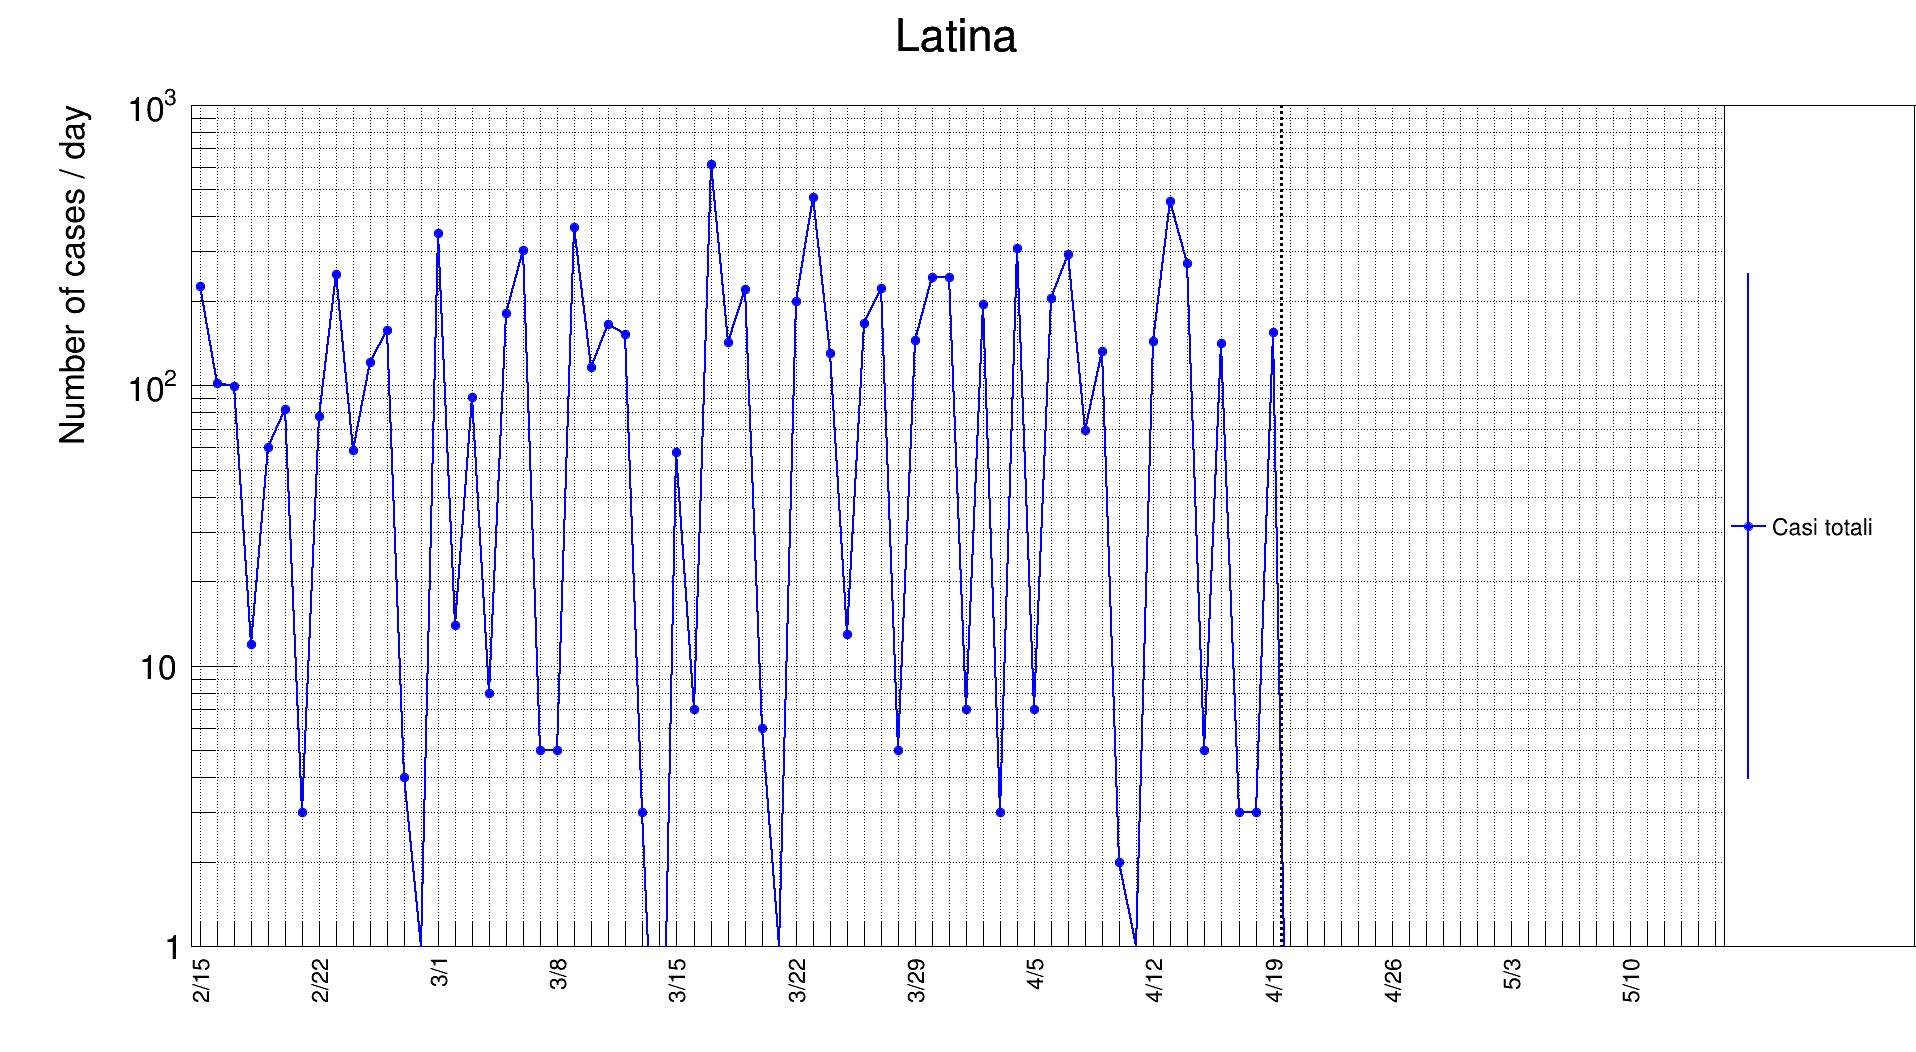 Latina
Number of cases / day
10³
10²
10
1
2/15 2/22 3/1 3/8 3/15 3/22 3/29 4/5 4/12 4/19 4/26 5/3 5/10
Casi totali